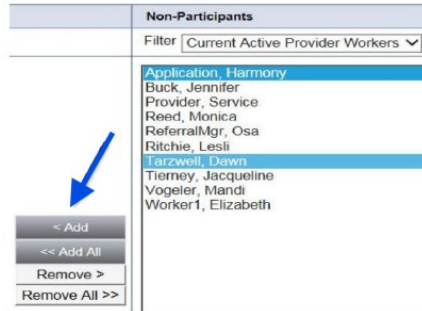 Non-Participants
Filter Current Active Provider Workers
Application, Harmony
Buck, Jennifer
Provider, Service
Reed, Monica
ReferralMgr, Osa
Ritchie, Lesli
Tarzwell, Dawn
Tierney, Jacqueline
Vogeler, Mandi
Worker1, Elizabeth
< Add
<< Add All
Remove >
Remove All >>